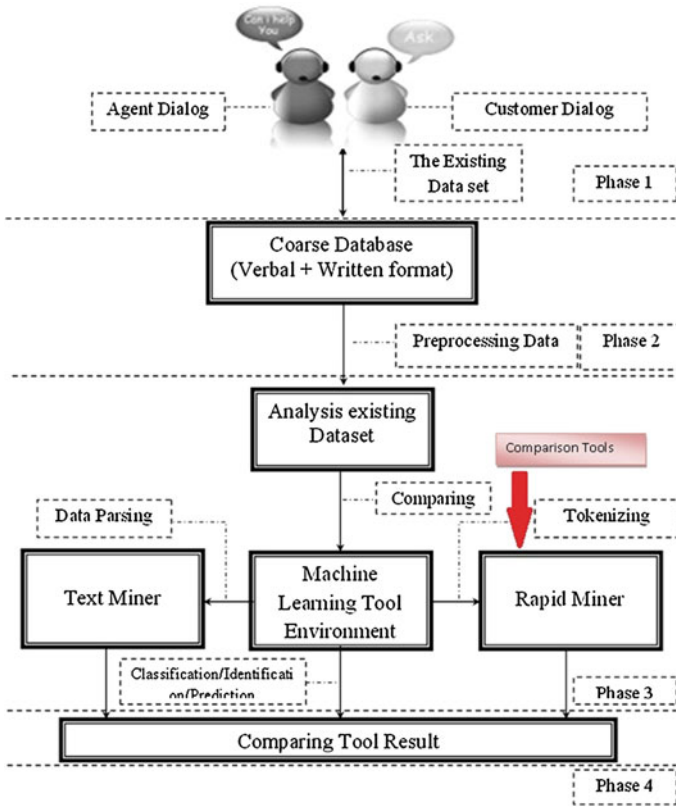 Can I help
You
Ask
Agent Dialog
Customer Dialog
The Existing
Data set
Phase 1
Coarse Database
(Verbal + Written format)
Preprocessing Data
Phase 2
Analysis existing
Dataset
Comparison Tools
Comparing
Data Parsing
Tokenizing
Text Miner
Machine
Learning Tool
Environment
Rapid Miner
Classification/Identificati
on/Prediction
Phase 3
Comparing Tool Result
Phase 4